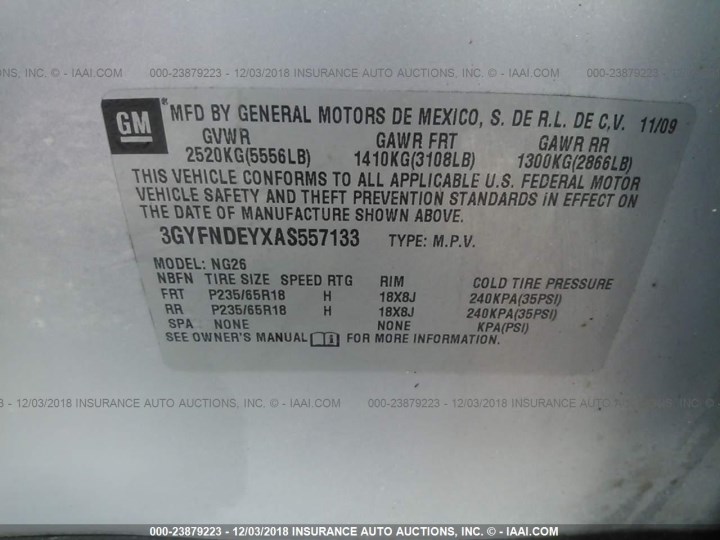 NS, INC. © - IAAI.COM 000-23879223 - 12/03/2018 INSURANCE AUTO AUCTIONS, INC. © - IAAI.COM 000-23879223 - 12/03/2018
GM ® MFD BY GENERAL MOTORS DE MEXICO, S. DE R.L. DE C.V. 11/09
GVWR GAWR FRT GAWR RR
2520KG(5556LB) 1410KG(3108LB) 1300KG(2866LB)
THIS VEHICLE CONFORMS TO ALL APPLICABLE U.S. FEDERAL MOTOR
VEHICLE SAFETY AND THEFT PREVENTION STANDARDS IN EFFECT ON
THE DATE OF MANUFACTURE SHOWN ABOVE.
3GYFNDEYXAS557133 TYPE: M.P.V.
MODEL: NG26
NBFN TIRE SIZE SPEED RTG RIM COLD TIRE PRESSURE
FRT P235/65R18 H 18X8J 240KPA(35PSI)
RR P235/65R18 H 18X8J 240KPA(35PSI)
SPA NONE NONE KPA(PSI)
SEE OWNER'S MANUAL FOR MORE INFORMATION.
3 - 12/03/2018 INSURANCE AUTO AUCTIONS, INC. © - IAAI.COM 000-23879223 - 12/03/2018 INSURANCE AUTO AUCTIONS, INC. ©
000-23879223 - 12/03/2018 INSURANCE AUTO AUCTIONS, INC. © - IAAI.COM